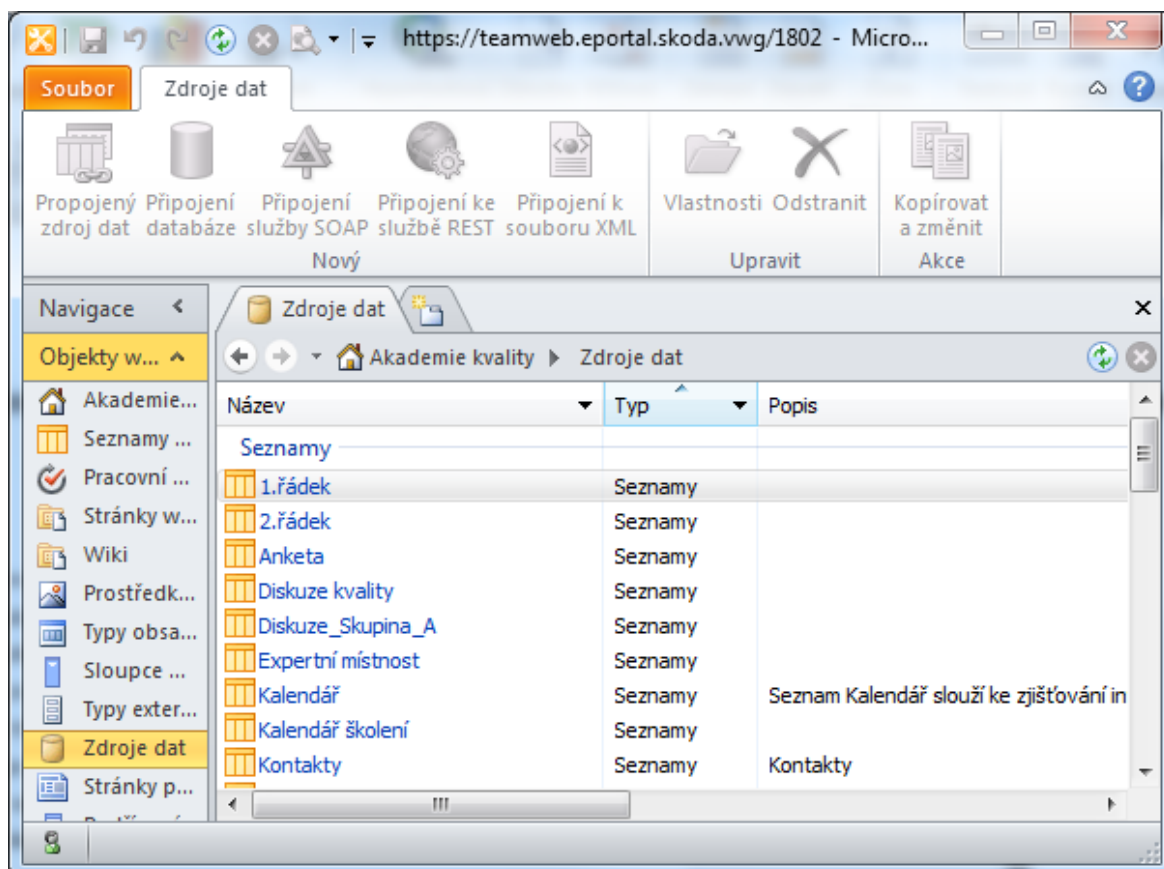 https://teamweb.eportal.skoda.vwg/1802 - Micro...
Soubor Zdroje dat
Propojený zdroj dat
Připojení databáze
Připojení služby SOAP
Připojení ke službě REST
Připojení k souboru XML
Nový
Vlastnosti Odstranit
Upravit
Kopírovat a změnit
Akce
Navigace
Objekty w...
Akademie...
Seznamy ...
Pracovní ...
Stránky w...
Wiki
Prostředk...
Typy obsa...
Sloupce ...
Typy exter...
Zdroje dat
Stránky p...
Zdroje dat
Akademie kvality Zdroje dat
Název Typ Popis
Seznamy
1.řádek Seznamy
2.řádek Seznamy
Anketa Seznamy
Diskuze kvality Seznamy
Diskuze_Skupina_A Seznamy
Expertní místnost Seznamy
Kalendář Seznamy Seznam Kalendář slouží ke zjišťování in
Kalendář školení Seznamy
Kontakty Seznamy Kontakty